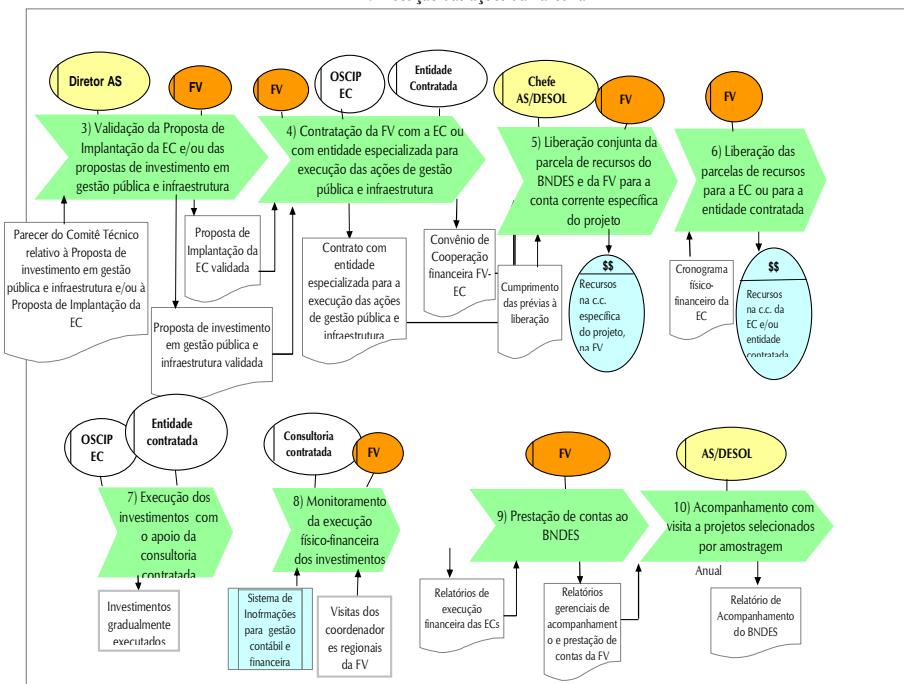 Diretor AS
FV
3) Validação da Proposta de
Implantação da EC e/ou das
propostas de investimento em
gestão pública e infraestrutura
Parecer do Comitê Técnico
relativo à Proposta de
investimento em gestão
pública e infraestrutura e/ou à
Proposta de Implantação da
EC
Proposta de
Implantação da
EC validada
Proposta de investimento
em gestão pública e
infraestrutura validada
FV
OSCIP
EC
Entidade
Contratada
4) Contratação da FV com a EC ou
com entidade especializada para
execução das ações de gestão
pública e infraestrutura
Contrato com
entidade
especializada para a
execução das ações
de gestão pública e
infraestrutura
Convênio de
Cooperação
financeira FV-
EC
Chefe
AS/DESOL
FV
5) Liberação conjunta da
parcela de recursos do
BNDES e da FV para a
conta corrente específica
do projeto
Cumprimento
das prévias à
liberação
$$
Recursos
na c.c.
específica
do projeto,
na FV
FV
6) Liberação das
parcelas de recursos
para a EC ou para a
entidade contratada
Cronograma
físico-
financeiro da
EC
$$
Recursos
na c.c. da
EC e/ou
entidade
contratada
OSCIP
EC
Entidade
contratada
7) Execução dos
investimentos com
o apoio da
consultoria
contratada
Investimentos
gradualmente
executados
Consultoria
contratada
FV
8) Monitoramento
da execução
físico-financeira
dos investimentos
Sistema de
Inofrmações
para gestão
contábil e
financeira
Visitas dos
coordenador
es regionais
da FV
FV
9) Prestação de contas ao
BNDES
Relatórios de
execução
financeira das ECs
Relatórios
gerenciais de
acompanhament
o e prestação de
contas da FV
AS/DESOL
10) Acompanhamento com
visita a projetos selecionados
por amostragem
Anual
Relatório de
Acompanhamento
do BNDES